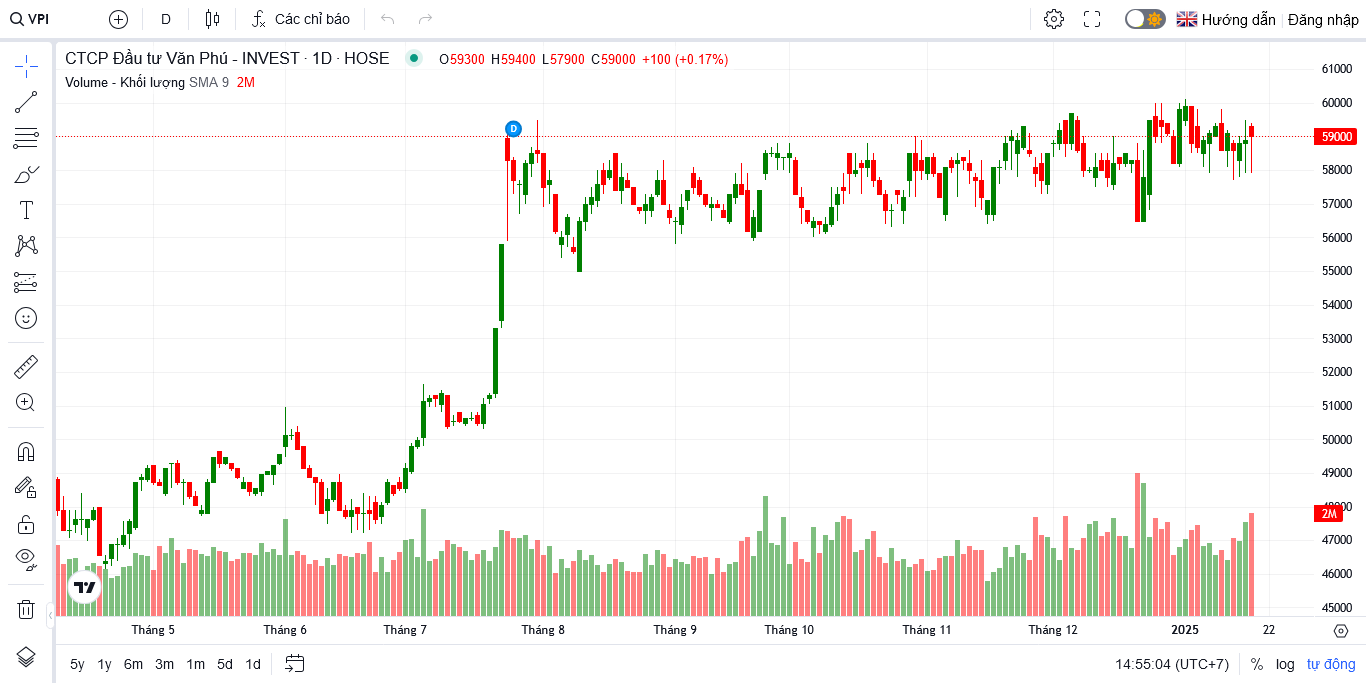 VPI D Các chỉ báo Hướng dẫn Đăng nhập
CTCP Đầu tư Văn Phú - INVEST · 1D · HOSE O59300 H59400 L57900 C59000 +100 (+0.17%)
Volume - Khối lượng SMA 9 2M
61000
60000
D
59000
58000
57000
56000
55000
54000
53000
52000
51000
50000
49000
2M
47000
46000
45000
Tháng 5 Tháng 6 Tháng 7 Tháng 8 Tháng 9 Tháng 10 Tháng 11 Tháng 12 2025 22
5y 1y 6m 3m 1m 5d 1d 14:55:04 (UTC+7) % log tự động